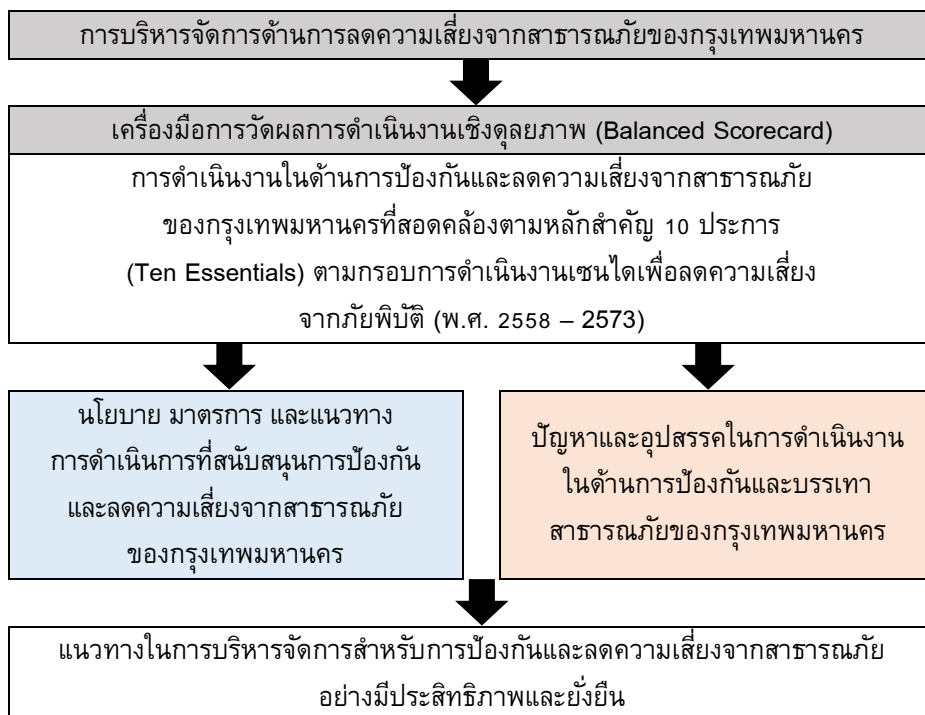 การบริหารจัดการด้านการลดความเสี่ยงจากสาธารณภัยของกรุงเทพมหานคร
เครื่องมือการวัดผลการดำเนินงานเชิงดุลยภาพ (Balanced Scorecard)
การดำเนินงานในด้านการป้องกันและลดความเสี่ยงจากสาธารณภัย
ของกรุงเทพมหานครที่สอดคล้องตามหลักสำคัญ 10 ประการ
(Ten Essentials) ตามกรอบการดำเนินงานเซนไดเพื่อลดความเสี่ยง
จากภัยพิบัติ (พ.ศ. 2558 – 2573)
นโยบาย มาตรการ และแนวทาง
การดำเนินการที่สนับสนุนการป้องกัน
และลดความเสี่ยงจากสาธารณภัย
ของกรุงเทพมหานคร
ปัญหาและอุปสรรคในการดำเนินงาน
ในด้านการป้องกันและบรรเทา
สาธารณภัยของกรุงเทพมหานคร
แนวทางในการบริหารจัดการสำหรับการป้องกันและลดความเสี่ยงจากสาธารณภัย
อย่างมีประสิทธิภาพและยั่งยืน